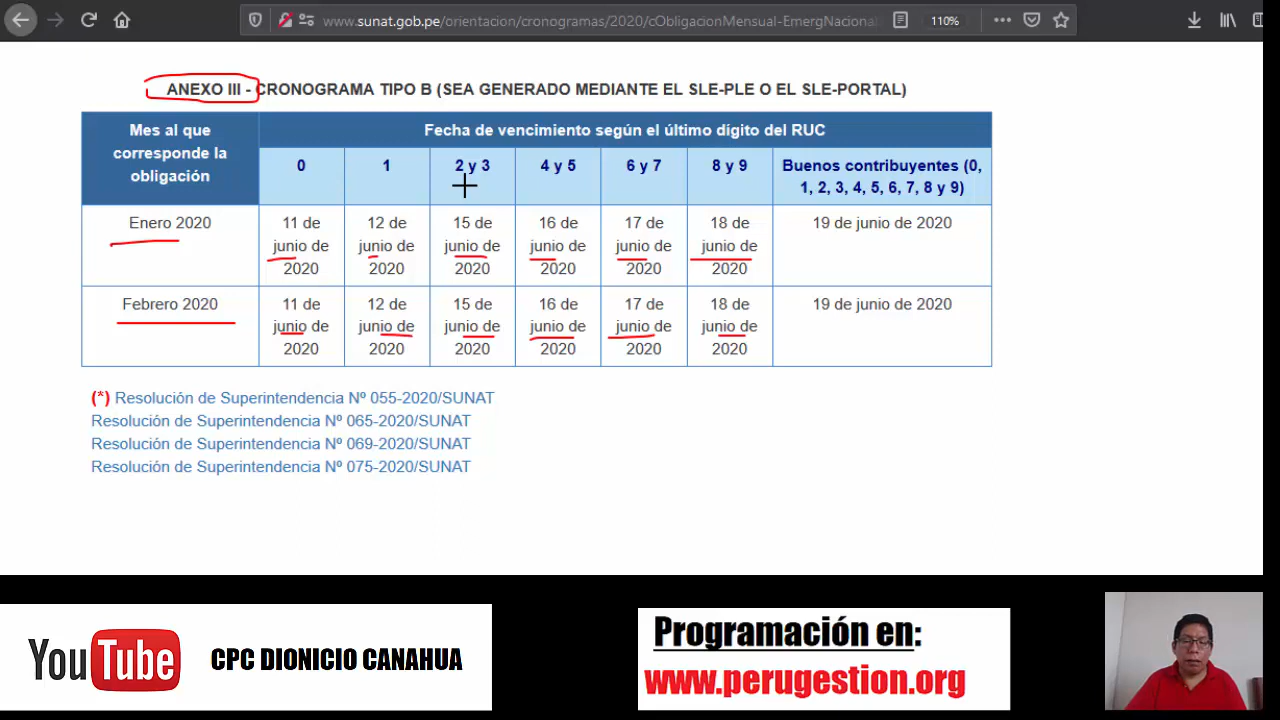 www.sunat.gob.pe/orientacion/cronogramas/2020/cObligacionMensual-EmergNacional
110%
ANEXO III - CRONOGRAMA TIPO B (SEA GENERADO MEDIANTE EL SLE-PLE O EL SLE-PORTAL)
Mes al que
corresponde la
obligación
Fecha de vencimiento según el último dígito del RUC
0
1
2 y 3
4 y 5
6 y 7
8 y 9
Buenos contribuyentes (0,
1, 2, 3, 4, 5, 6, 7, 8 y 9)
Enero 2020
11 de
junio de
2020
12 de
junio de
2020
15 de
junio de
2020
16 de
junio de
2020
17 de
junio de
2020
18 de
junio de
2020
19 de junio de 2020
Febrero 2020
11 de
junio de
2020
12 de
junio de
2020
15 de
junio de
2020
16 de
junio de
2020
17 de
junio de
2020
18 de
junio de
2020
19 de junio de 2020
(*) Resolución de Superintendencia Nº 055-2020/SUNAT
Resolución de Superintendencia Nº 065-2020/SUNAT
Resolución de Superintendencia Nº 069-2020/SUNAT
Resolución de Superintendencia Nº 075-2020/SUNAT
YouTube
CPC DIONICIO CANAHUA
Programación en:
www.perugestion.org